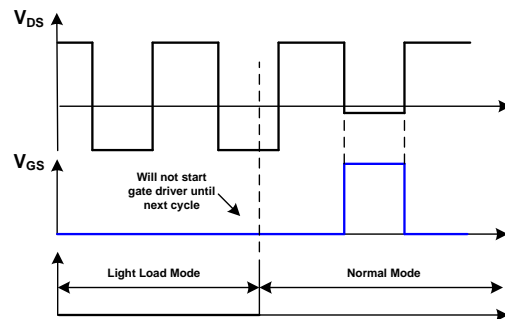 VDS
VGS
Will not start
gate driver until
next cycle
Light Load Mode
Normal Mode